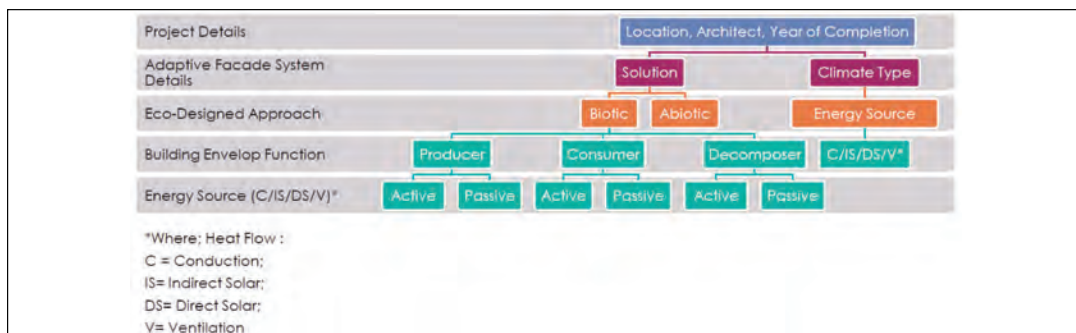 Project Details
Location, Architect, Year of Completion
Adaptive Facade System
Details
Solution
Climate Type
Eco-Designed Approach
Biotic
Abiotic
Energy Source
Building Envelop Function
Producer
Consumer
Decomposer
C/IS/DS/V*
Energy Source (C/IS/DS/V)*
Active
Passive
Active
Passive
Active
Passive
*Where; Heat Flow :
C = Conduction;
IS= Indirect Solar;
DS= Direct Solar;
V= Ventilation